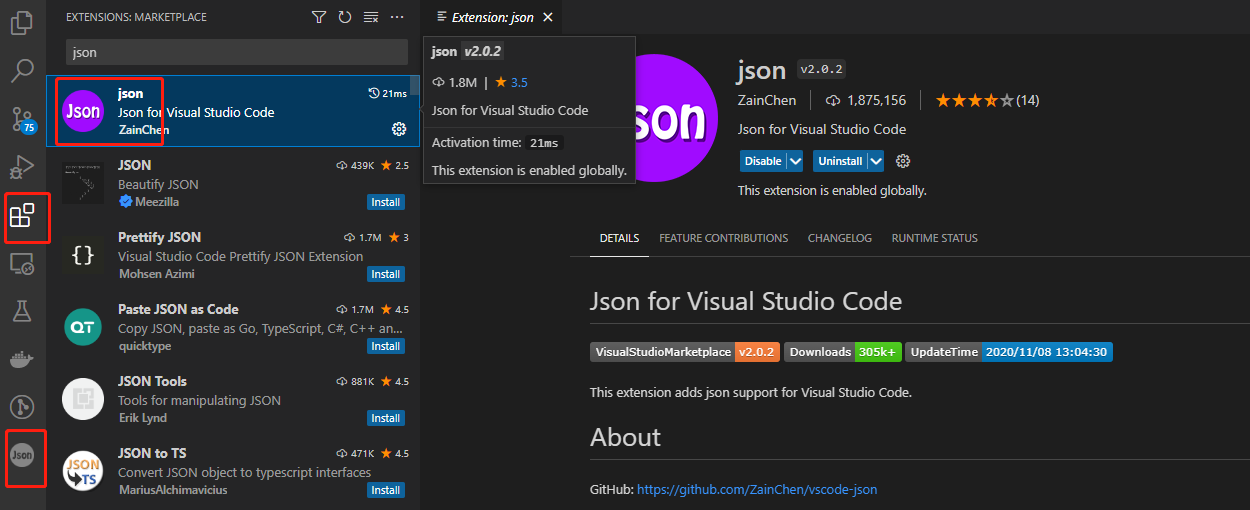 EXTENSIONS: MARKETPLACE
json
Json
json
21ms
Json for Visual Studio Code
ZainChen
JSON
439K 2.5
Beautify JSON
Meezilla
Install
Prettify JSON
1.7M 3
Visual Studio Code Prettify JSON Extension
Mohsen Azimi
Install
QT
Paste JSON as Code
1.7M 4.5
Copy JSON, paste as Go, TypeScript, C#, C++ an...
quicktype
Install
JSON Tools
881K 4.5
Tools for manipulating JSON
Erik Lynd
Install
JSON
TS
JSON to TS
471K 4.5
Convert JSON object to typescript interfaces
MariusAlchimavicius
Install
75
Json
Extension: json
json v2.0.2
1.8M | 3.5
Json for Visual Studio Code
Activation time: 21ms
This extension is enabled globally.
son
json v2.0.2
ZainChen | 1,875,156 | (14)
Json for Visual Studio Code
Disable Uninstall
This extension is enabled globally.
DETAILS FEATURE CONTRIBUTIONS CHANGELOG RUNTIME STATUS
Json for Visual Studio Code
VisualStudioMarketplace v2.0.2 Downloads 305k+ UpdateTime 2020/11/08 13:04:30
This extension adds json support for Visual Studio Code.
About
GitHub: https://github.com/ZainChen/vscode-json